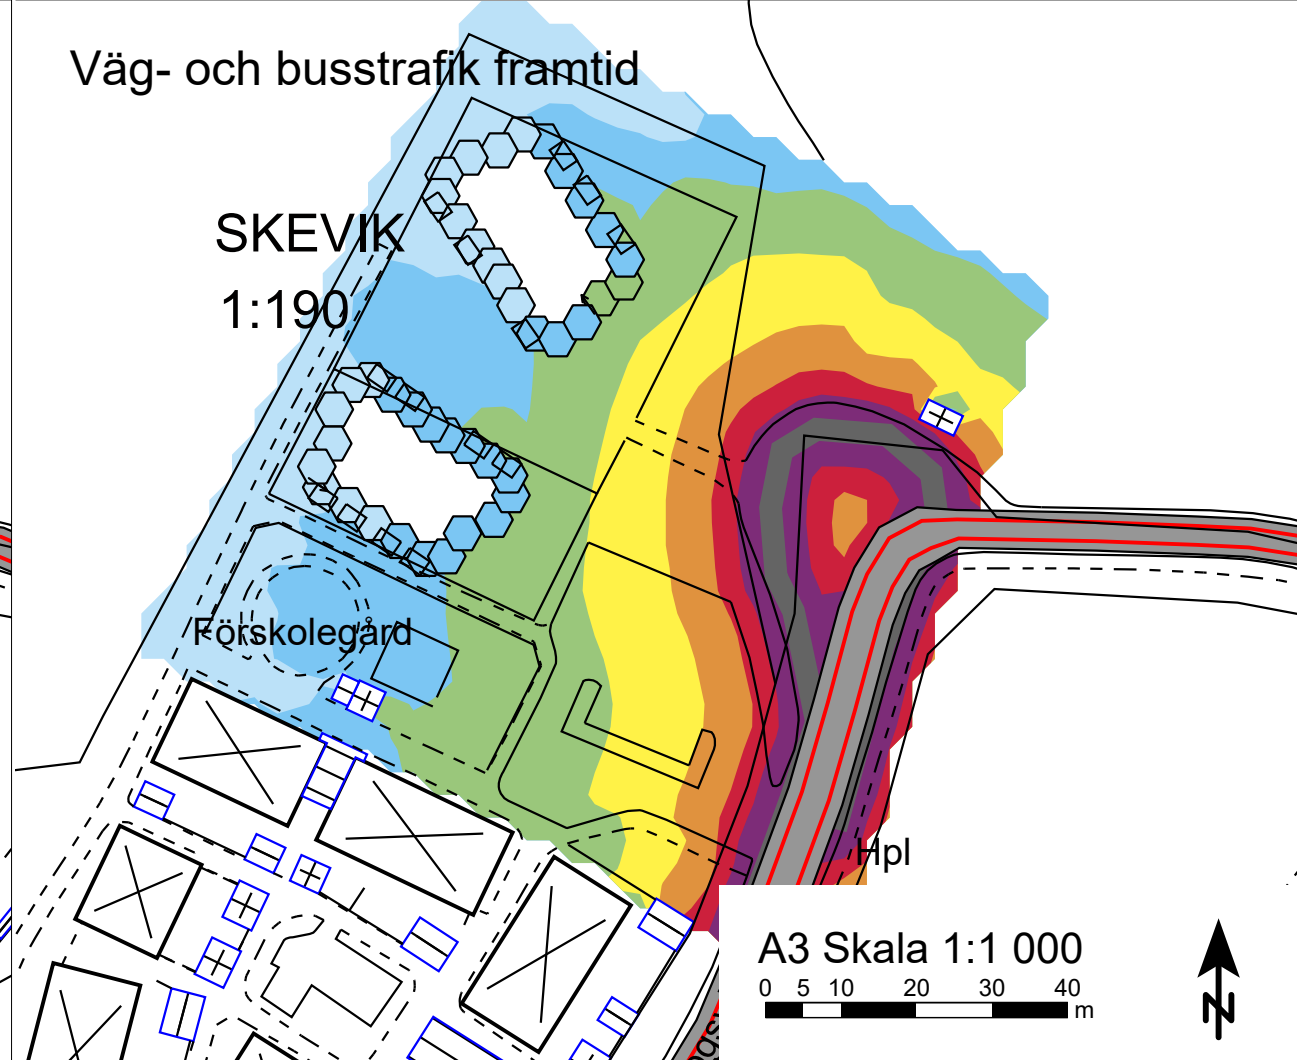 Väg- och busstrafik framtid
SKEVIK
1:190
Förskolegård
Hpl
A3 Skala 1:1 000
0 5 10 20 30 40
m
N